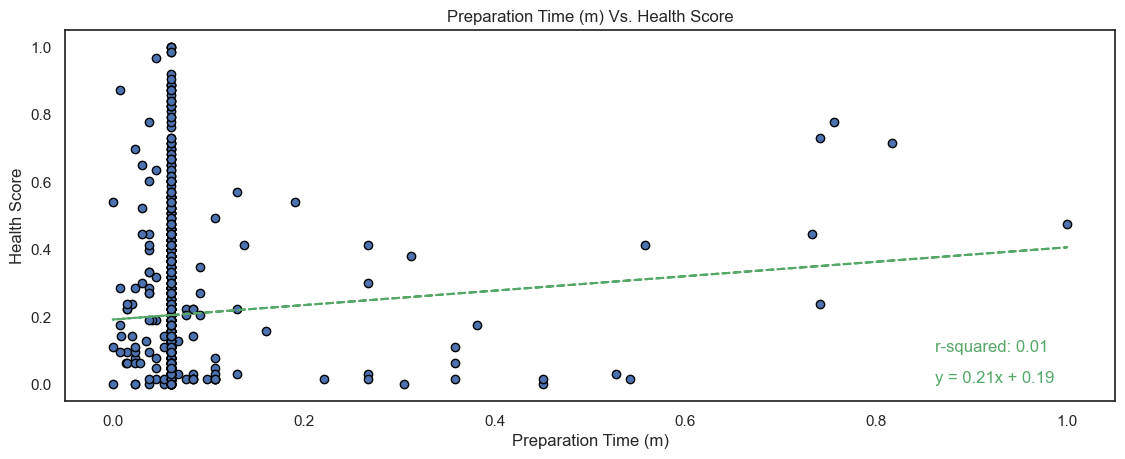 Preparation Time (m) Vs. Health Score
1.0
0.8
0.6
0.4
0.2
0.0
Health Score
r-squared: 0.01
y = 0.21x + 0.19
0.0 0.2 0.4 0.6 0.8 1.0
Preparation Time (m)